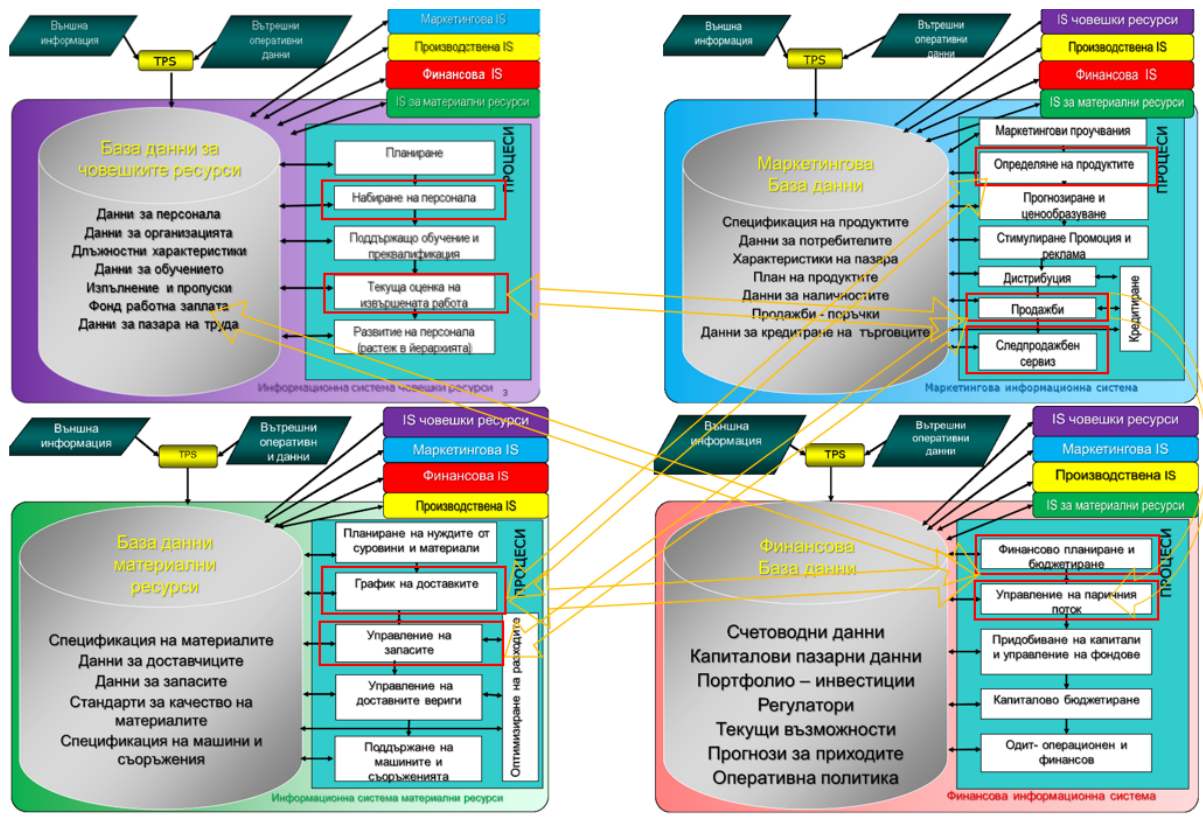 Външна
информация
Вътрешни
оперативни
данни
TPS
Маркетингова IS
Производствена IS
Финансова IS
IS за материални ресурси
База данни за
човешките ресурси
Данни за персонала
Данни за организацията
Длъжностни характеристики
Данни за обучението
Изпълнение и пропуски
Фонд работна заплата
Данни за пазара на труда
ПРОЦЕСИ
Планиране
Набиране на персонала
Поддържащо обучение и
преквалификация
Текуща оценка на
извършената работа
Развитие на персонала
(растеж в йерархията)
Информационна система човешки ресурси
3
Външна
информация
Вътрешни
оперативни
данни
TPS
IS човешки ресурси
Производствена IS
Финансова IS
IS за материални ресурси
Маркетингова
База данни
Спецификация на продуктите
Данни за потребителите
Характеристики на пазара
План на продуктите
Данни за наличностите
Продажби - поръчки
Данни за кредитране на търговците
ПРОЦЕСИ
Маркетингови проучвания
Определяне на продуктите
Прогнозиране и
ценообразуване
Стимулиране Промоция и
реклама
Дистрибуция
Продажби
Следпродажбен
сервиз
Кредитиране
Маркетингова информационна система
Външна
информация
Вътрешни
оперативн
и данни
TPS
IS човешки ресурси
Маркетингова IS
Финансова IS
Производствена IS
База данни
материални
ресурси
Спецификация на материалите
Данни за доставчиците
Данни за запасите
Стандарти за качество на
материалите
Спецификация на машини и
съоръжения
ПРОЦЕСИ
Планиране на нуждите от
суровини и материали
График на доставките
Управление на
запасите
Управление на
доставните вериги
Поддържане на
машините и
съоръженията
Оптимизиране на разходите
Информационна система материални ресурси
Външна
информация
Вътрешни
оперативни
данни
TPS
IS човешки ресурси
Маркетингова IS
Производствена IS
IS за материални ресурси
Финансова
База данни
Счетоводни данни
Капиталови пазарни данни
Портфолио – инвестиции
Регулатори
Текущи възможности
Прогнози за приходите
Оперативна политика
ПРОЦЕСИ
Финансово планиране и
бюджетиране
Управление на паричния
поток
Придобиване на капитали
и управление на фондове
Капиталово бюджетиране
Одит- операционен и
финансов
Финансова информационна система